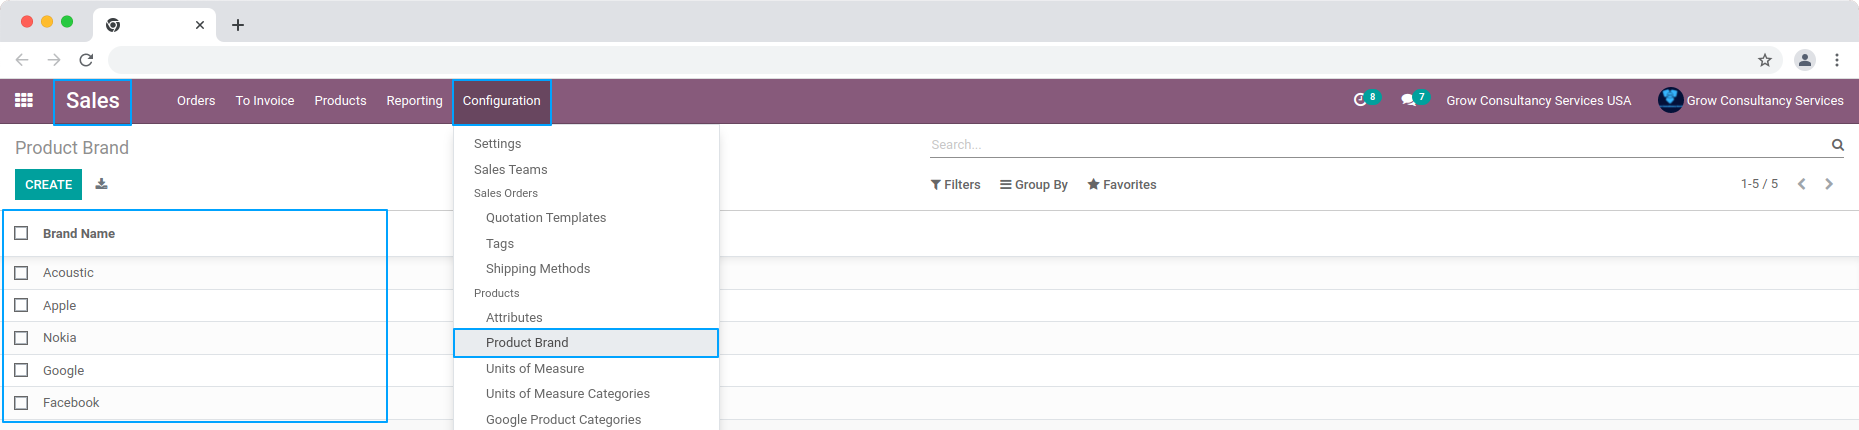 Sales Orders To Invoice Products Reporting Configuration 8 7 Grow Consultancy Services USA Grow Consultancy Services
Product Brand
Search...
CREATE
Filters Group By Favorites 1-5 / 5
Brand Name
Acoustic
Apple
Nokia
Google
Facebook
Settings
Sales Teams
Sales Orders
Quotation Templates
Tags
Shipping Methods
Products
Attributes
Product Brand
Units of Measure
Units of Measure Categories
Google Product Categories